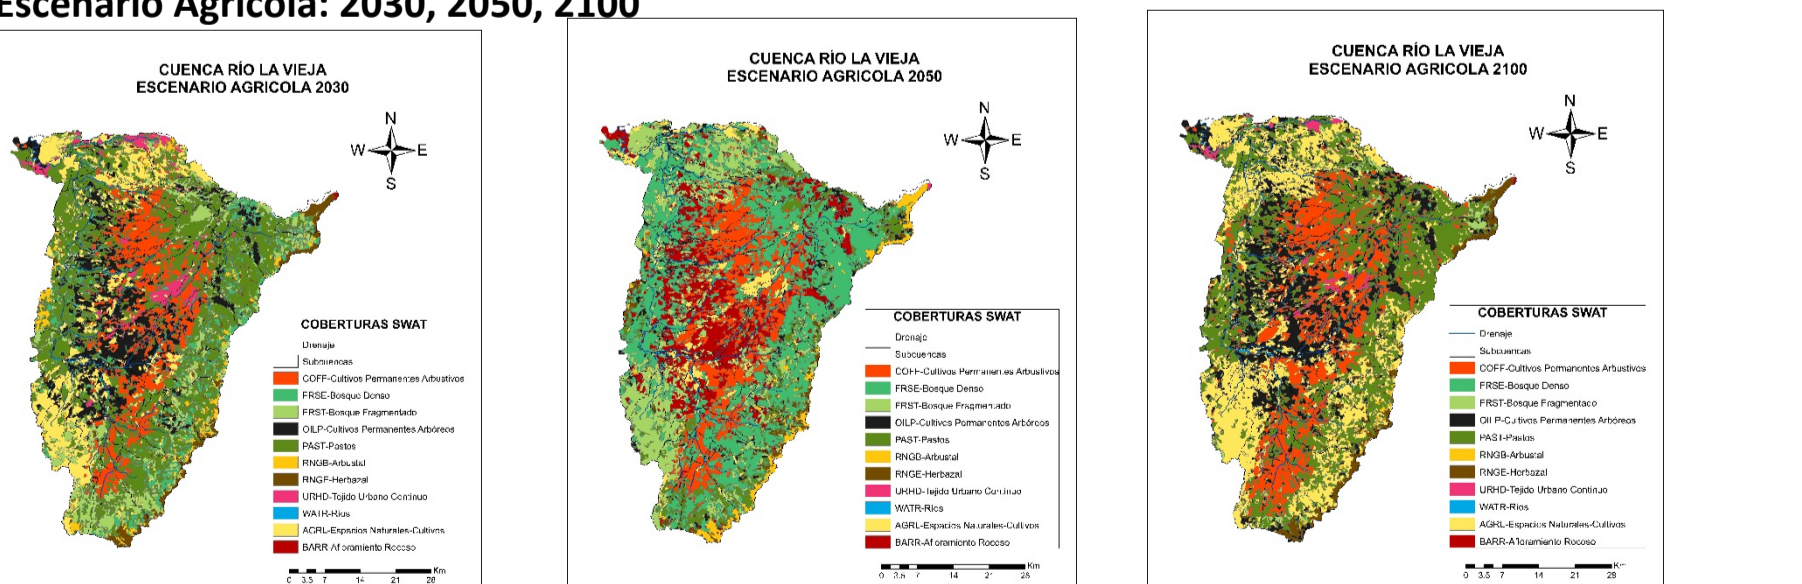 Escenario Agrícola: 2030, 2050, 2100
CUENCA RÍO LA VIEJA
ESCENARIO AGRICOLA 2030
N
W E
S
COBERTURAS SWAT
Drenaje
Subcuencas
COFF-Cultivos Permanentes Arbustivos
FRSE-Bosque Denso
FRST-Bosque Fragmentado
OILP-Cultivos Permanentes Arbóreos
PAST-Pastos
RNGB-Arbustal
RNGE-Herbazal
URHD-Tejido Urbano Continuo
WATR-Rios
AGRL-Espacios Naturales-Cultivos
BARR-Afloramiento Rocoso
Km
0 3.5 7 14 21 28
CUENCA RÍO LA VIEJA
ESCENARIO AGRICOLA 2050
N
W E
S
COBERTURAS SWAT
Drenaje
Subcuencas
COFF-Cultivos Permanentes Arbustivos
FRSE-Bosque Denso
FRST-Bosque Fragmentado
OILP-Cultivos Permanentes Arbóreos
PAST-Pastos
RNGB-Arbustal
RNGE-Herbazal
URHD-Tejido Urbano Continuo
WATR-Rios
AGRL-Espacios Naturales-Cultivos
BARR-Afloramiento Rocoso
Km
0 3.5 7 14 21 28
CUENCA RÍO LA VIEJA
ESCENARIO AGRICOLA 2100
N
W E
S
COBERTURAS SWAT
Drenaje
Subcuencas
COFF-Cultivos Permanentes Arbustivos
FRSE-Bosque Denso
FRST-Bosque Fragmentado
OILP-Cultivos Permanentes Arbóreos
PAST-Pastos
RNGB-Arbustal
RNGE-Herbazal
URHD-Tejido Urbano Continuo
WATR-Rios
AGRL-Espacios Naturales-Cultivos
BARR-Afloramiento Rocoso
Km
0 3.5 7 14 21 28